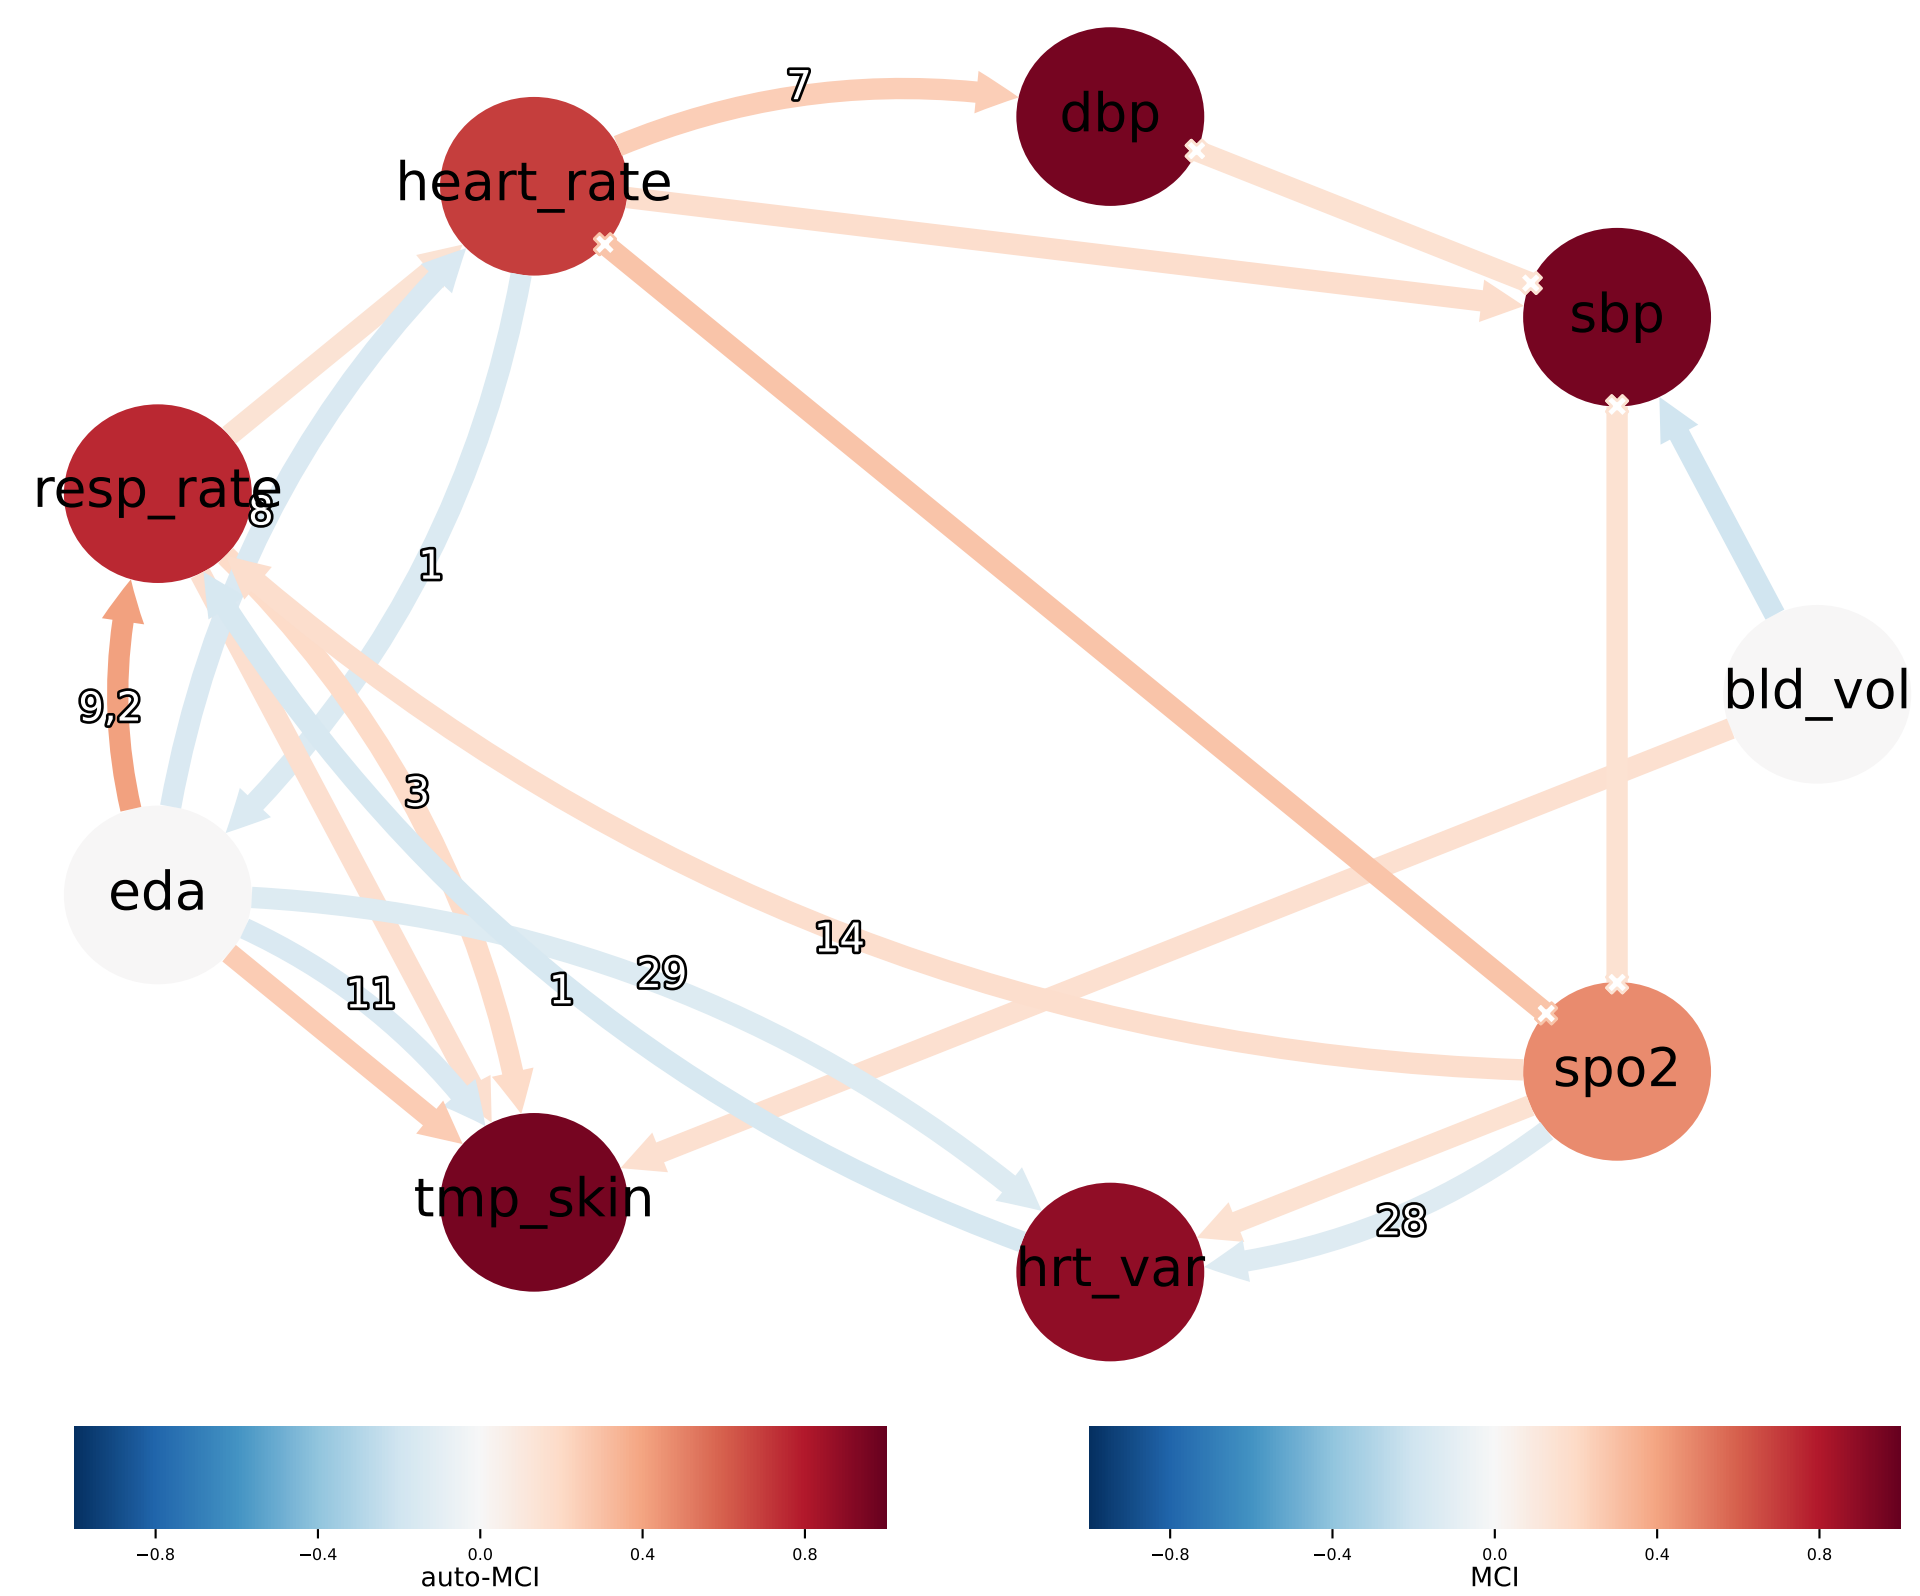 7
dbp
heart_rate
sbp
resp_rate
8
1
bld_vol
9,2
3
eda
14
29
11
1
spo2
tmp_skin
28
hrt_var
−0.8 −0.4 0.0 0.4 0.8
auto-MCI
−0.8 −0.4 0.0 0.4 0.8
MCI